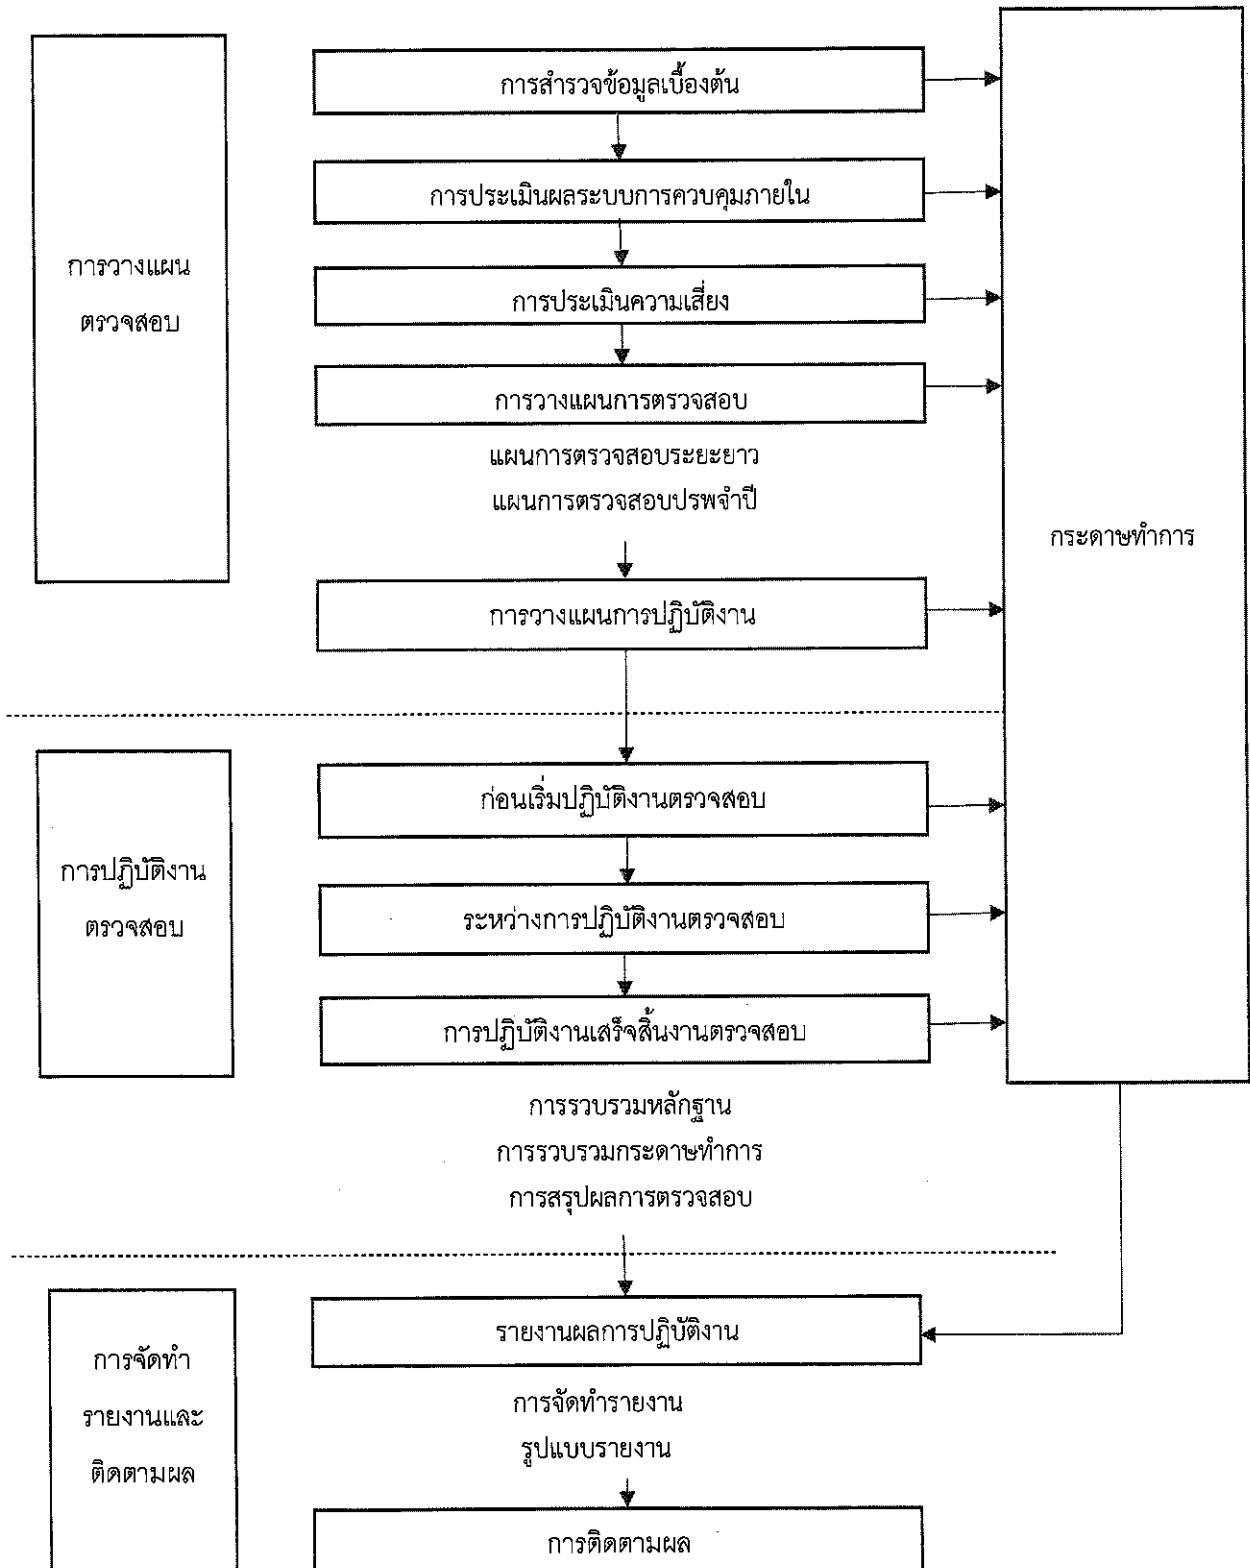 การสำรวจข้อมูลเบื้องต้น
การประเมินผลระบบการควบคุมภายใน
การวางแผน
ตรวจสอบ
การประเมินความเสี่ยง
การวางแผนการตรวจสอบ
แผนการตรวจสอบระยะยาว
แผนการตรวจสอบปรพจำปี
กระดาษทำการ
การวางแผนการปฏิบัติงาน
ก่อนเริ่มปฏิบัติงานตรวจสอบ
การปฏิบัติงาน
ตรวจสอบ
ระหว่างการปฏิบัติงานตรวจสอบ
การปฏิบัติงานเสร็จสิ้นงานตรวจสอบ
การรวบรวมหลักฐาน
การรวบรวมกระดาษทำการ
การสรุปผลการตรวจสอบ
รายงานผลการปฏิบัติงาน
การจัดทำ
รายงานและ
ติดตามผล
การจัดทำรายงาน
รูปแบบรายงาน
การติดตามผล